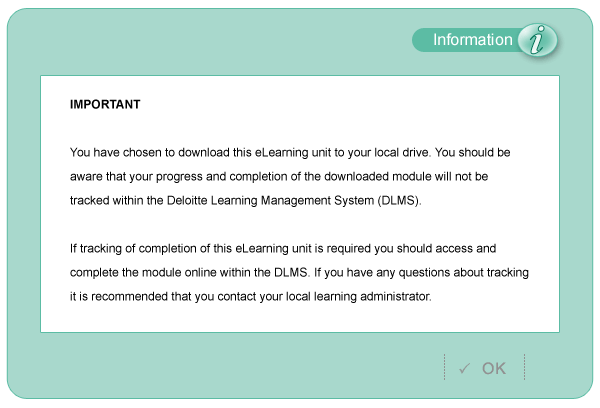 Information
IMPORTANT
You have chosen to download this eLearning unit to your local drive. You should be
aware that your progress and completion of the downloaded module will not be
tracked within the Deloitte Learning Management System (DLMS).
If tracking of completion of this eLearning unit is required you should access and
complete the module online within the DLMS. If you have any questions about tracking
it is recommended that you contact your local learning administrator.
✓ OK